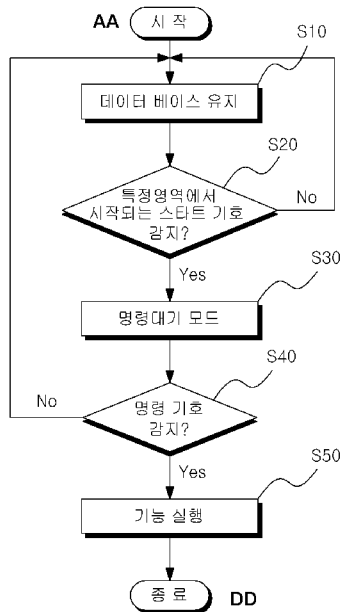 AA
시 작
S10
데이터 베이스 유지
S20
특정영역에서
시작되는 스타트 기호
감지?
No
Yes
S30
명령대기 모드
S40
No
명령 기호
감지?
Yes
S50
기능 실행
종 료
DD